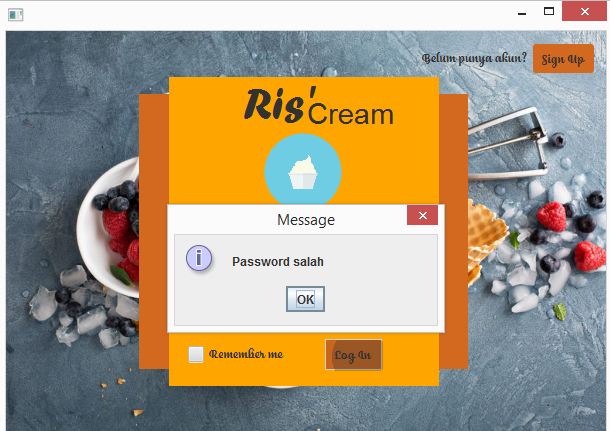 Belum punya akun?
Sign Up
Ris'Cream
Message
Password salah
OK
Remember me
Log In